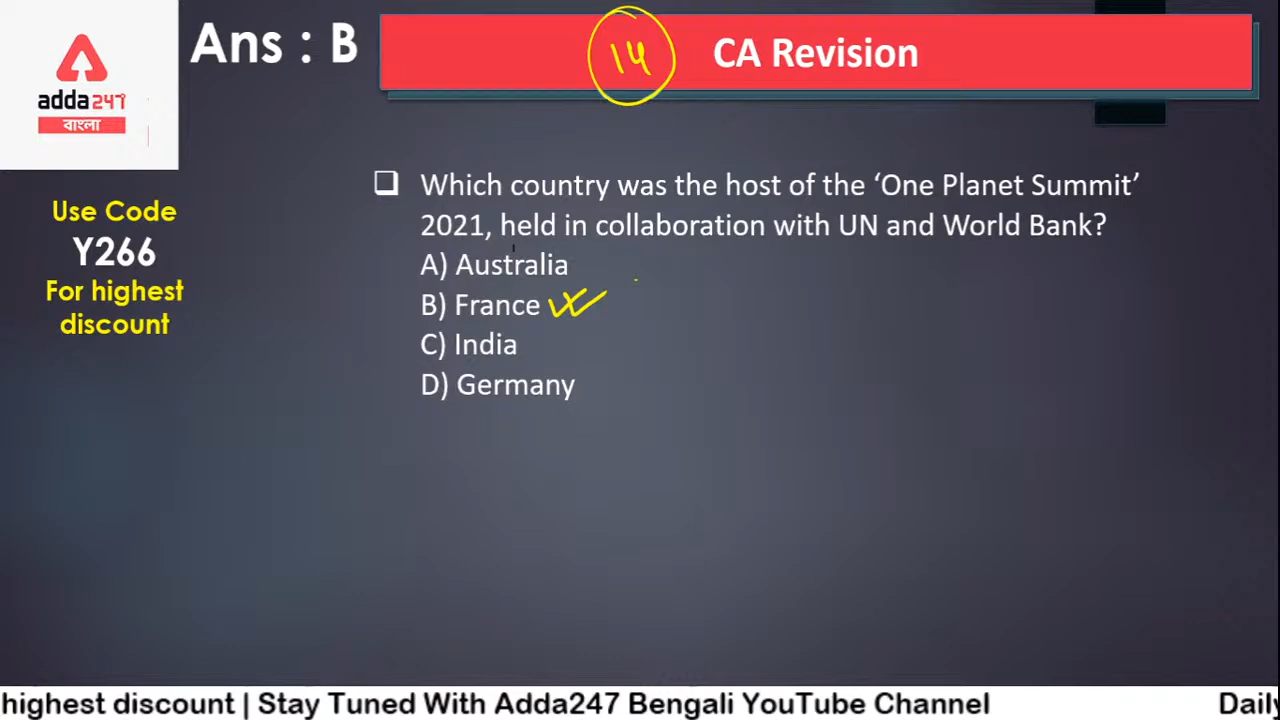 Ans : B
14 CA Revision
adda247
বাংলা
Use Code
Y266
For highest
discount
❑ Which country was the host of the ‘One Planet Summit’
2021, held in collaboration with UN and World Bank?
A) Australia
B) France
C) India
D) Germany
highest discount | Stay Tuned With Adda247 Bengali YouTube Channel Daily